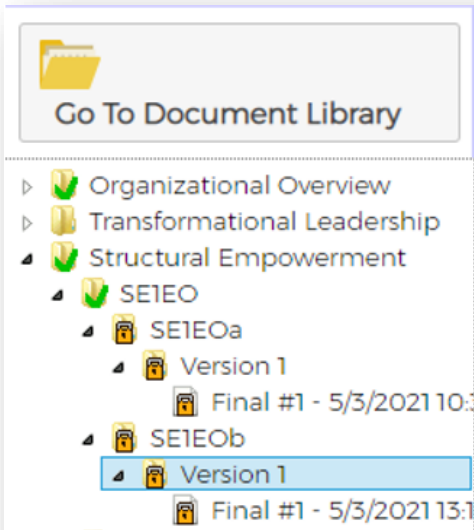 Go To Document Library
Organizational Overview
Transformational Leadership
Structural Empowerment
SE1EO
SE1EOa
Version 1
Final #1 - 5/3/2021 10:
SE1EOb
Version 1
Final #1 - 5/3/2021 13:1